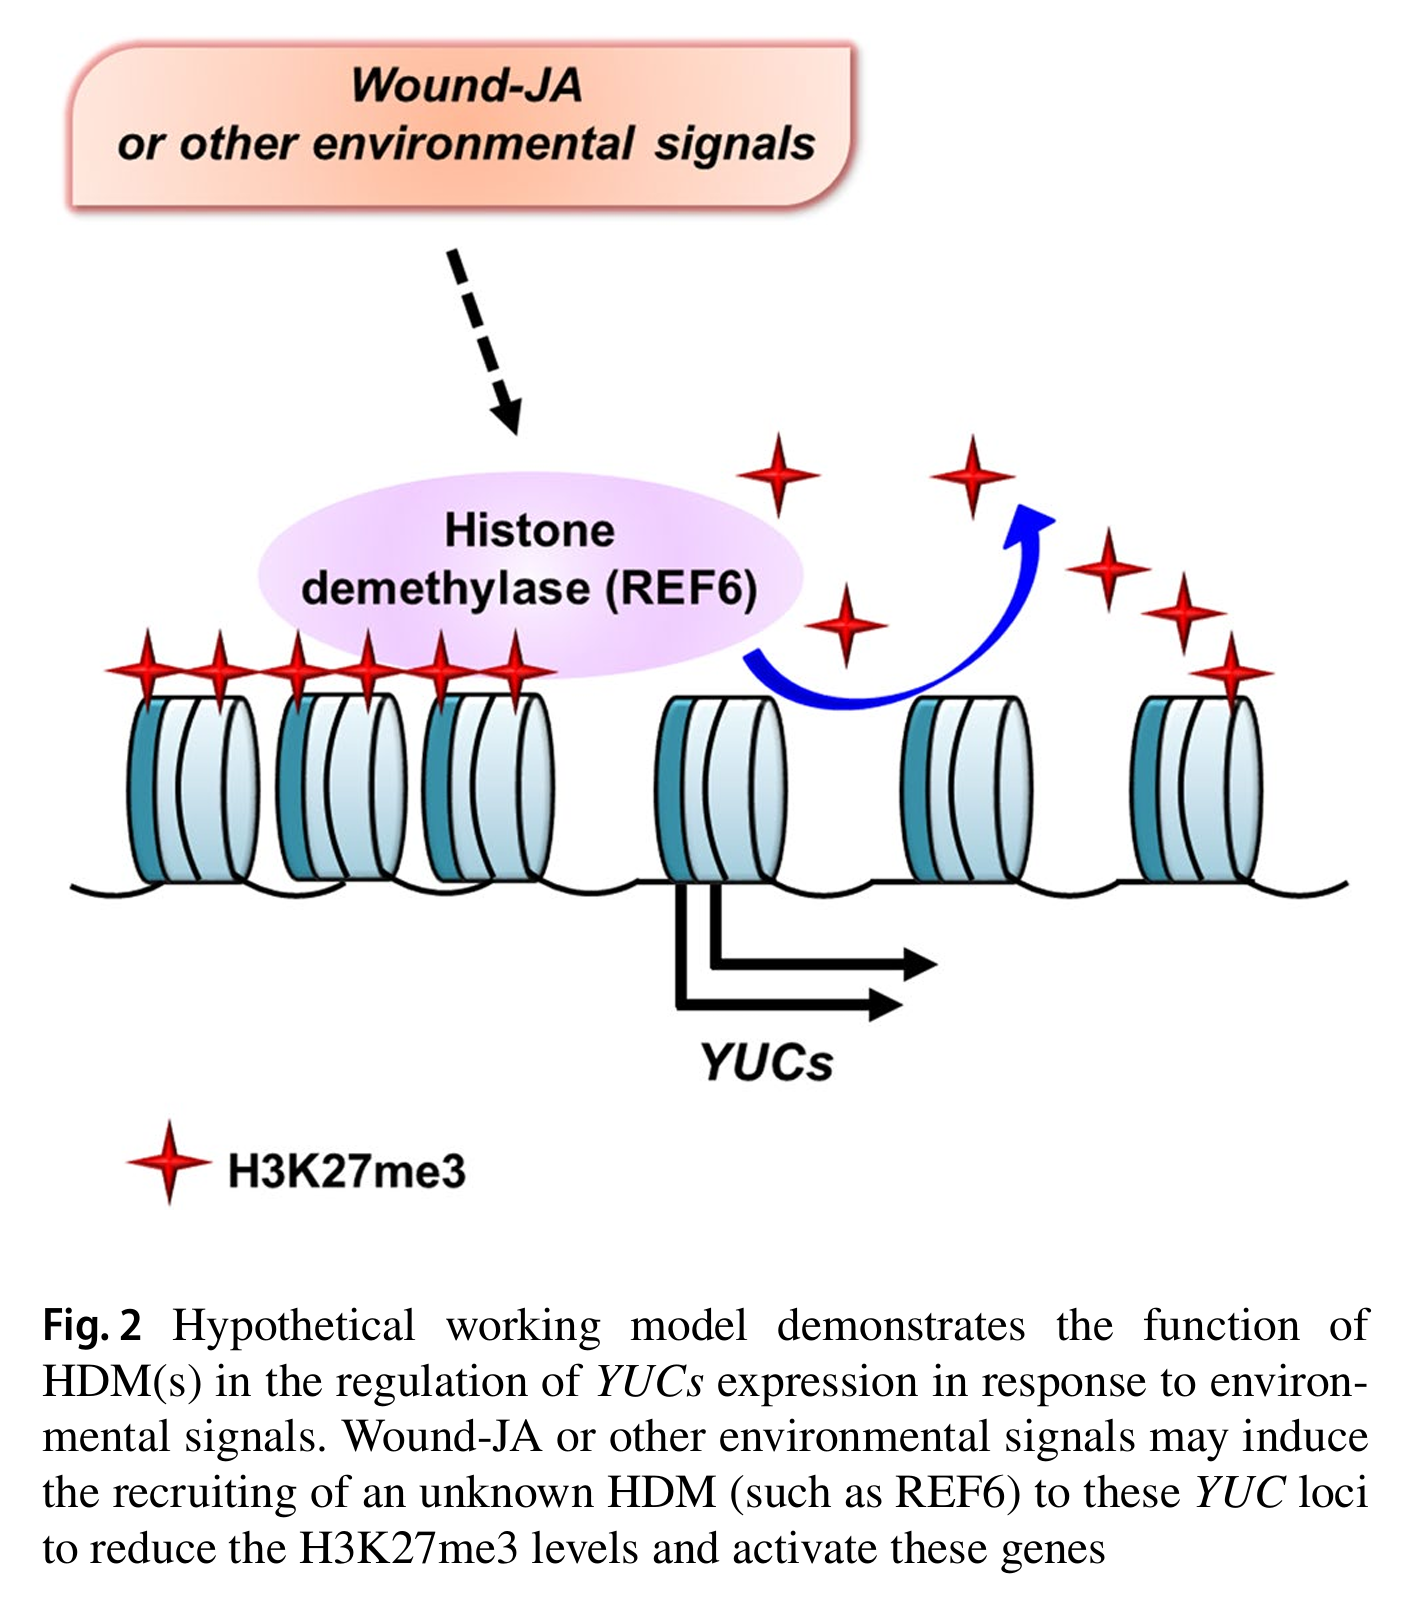 Wound-JA
or other environmental signals
Histone
demethylase (REF6)
YUCs
H3K27me3
Fig. 2 Hypothetical working model demonstrates the function of
HDM(s) in the regulation of YUCs expression in response to environ-
mental signals. Wound-JA or other environmental signals may induce
the recruiting of an unknown HDM (such as REF6) to these YUC loci
to reduce the H3K27me3 levels and activate these genes